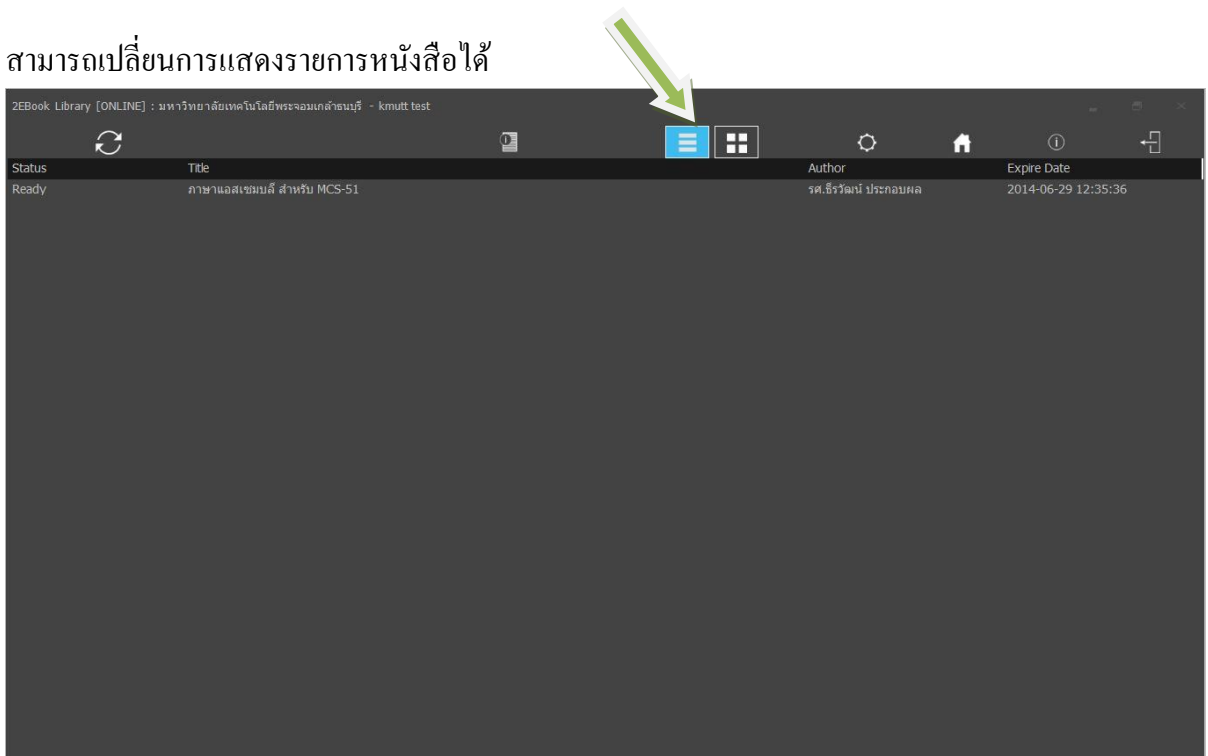 สามารถเปลี่ยนการแสดงรายการหนังสือได้
2EBook Library [ONLINE] : มหาวิทยาลัยเทคโนโลยีพระจอมเกล้าธนบุรี - kmutt test
Status Title Author Expire Date
Ready ภาษาแอสเซมบลี สำหรับ MCS-51 รศ.ธีรวัฒน์ ประกอบผล 2014-06-29 12:35:36